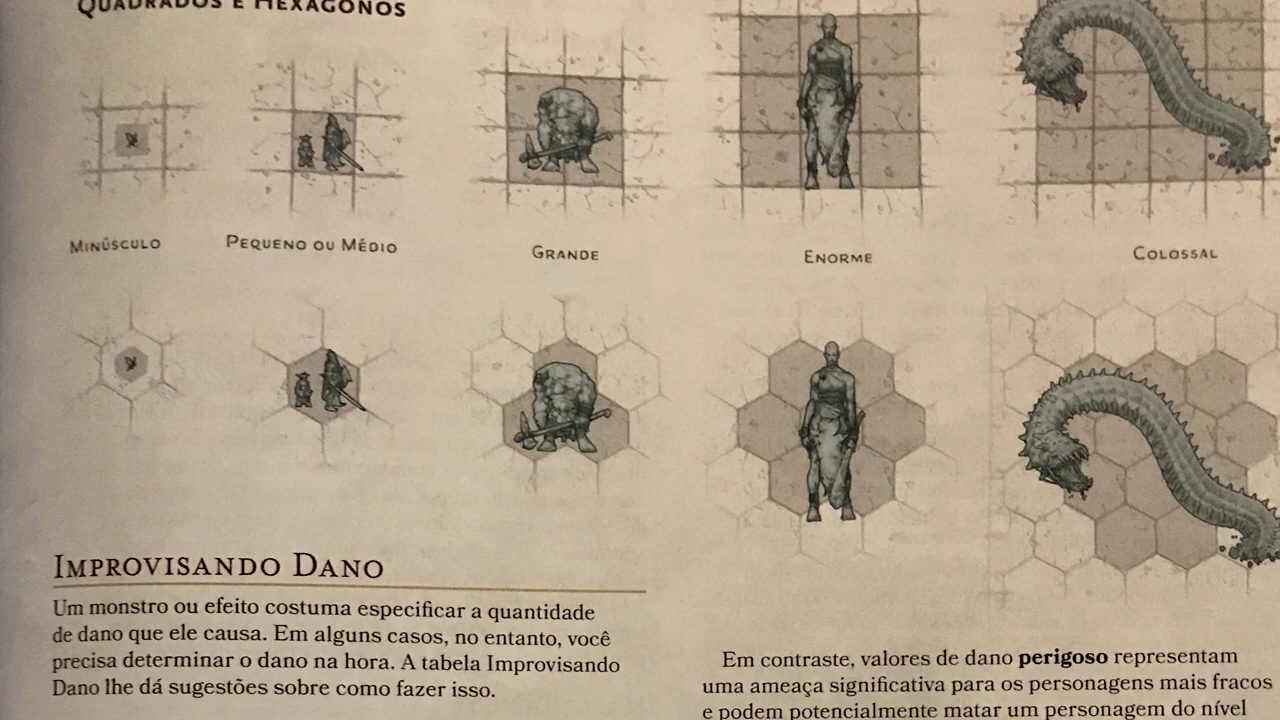 QUADRADOS E HEXÁGONOS
MINÚSCULO
PEQUENO OU MÉDIO
GRANDE
ENORME
COLOSSAL
IMPROVISANDO DANO
Um monstro ou efeito costuma especificar a quantidade
de dano que ele causa. Em alguns casos, no entanto, você
precisa determinar o dano na hora. A tabela Improvisando
Dano lhe dá sugestões sobre como fazer isso.
Em contraste, valores de dano perigoso representam
uma ameaça significativa para os personagens mais fracos
e podem potencialmente matar um personagem do nível